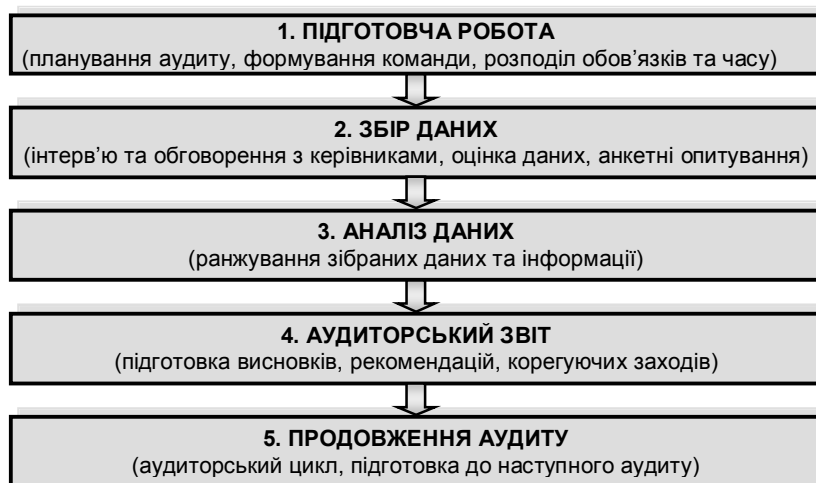 1. ПІДГОТОВЧА РОБОТА
(планування аудиту, формування команди, розподіл обов’язків та часу)
2. ЗБІР ДАНИХ
(інтерв’ю та обговорення з керівниками, оцінка даних, анкетні опитування)
3. АНАЛІЗ ДАНИХ
(ранжування зібраних даних та інформації)
4. АУДИТОРСЬКИЙ ЗВІТ
(підготовка висновків, рекомендацій, корегуючих заходів)
5. ПРОДОВЖЕННЯ АУДИТУ
(аудиторський цикл, підготовка до наступного аудиту)